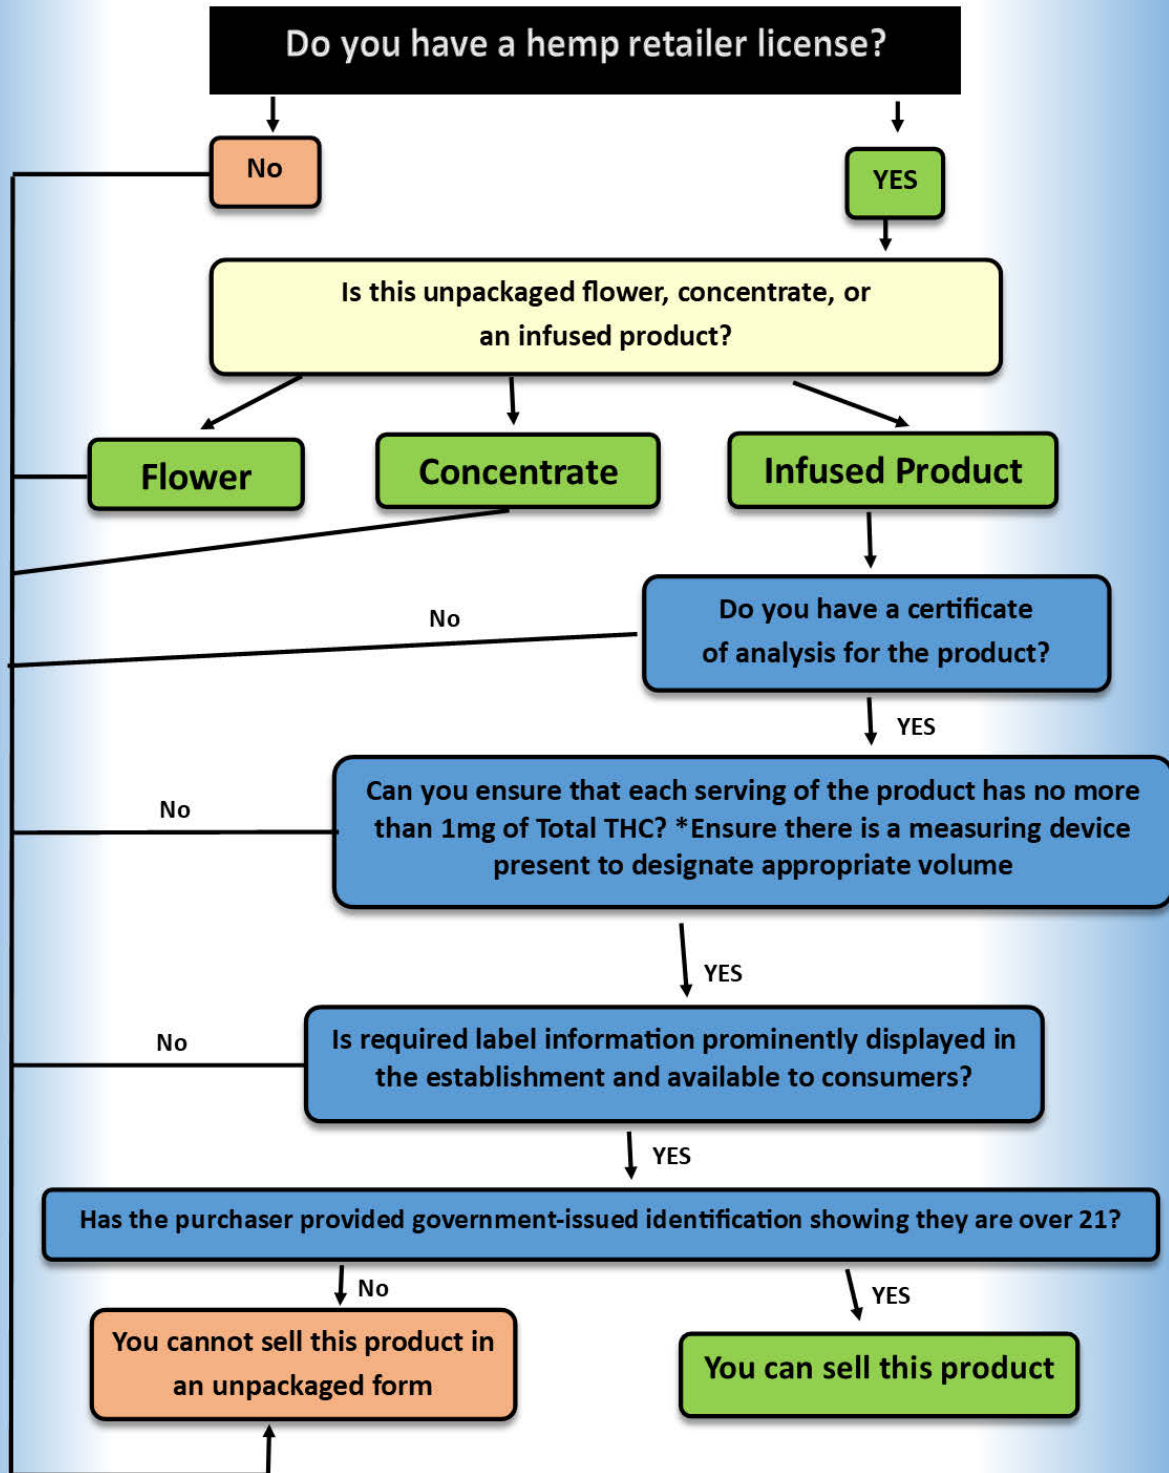 Do you have a hemp retailer license?
No
YES
Is this unpackaged flower, concentrate, or
an infused product?
Flower
Concentrate
Infused Product
Do you have a certificate
of analysis for the product?
No
YES
Can you ensure that each serving of the product has no more
than 1mg of Total THC? *Ensure there is a measuring device
present to designate appropriate volume
No
YES
Is required label information prominently displayed in
the establishment and available to consumers?
No
YES
Has the purchaser provided government-issued identification showing they are over 21?
No
YES
You cannot sell this product in
an unpackaged form
You can sell this product